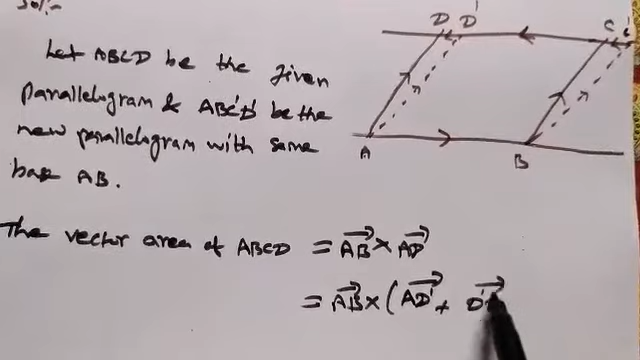 Sol:-
Let ABCD be the given
parallelogram & ABC'D' be the
new parallelogram with same
base AB.
D D' C C'
A B
The vector area of ABCD = AB⃗ × AD⃗
= AB⃗ × (AD'⃗ + D'